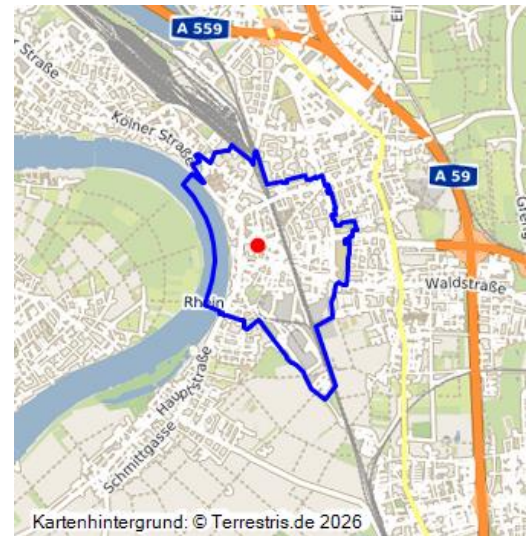 A 559
Straße
Kölner Straße
A 59
Waldstraße
Rhein
Hauptstraße
Schmittgasse
Kartenhintergrund: © Terrestris.de 2026